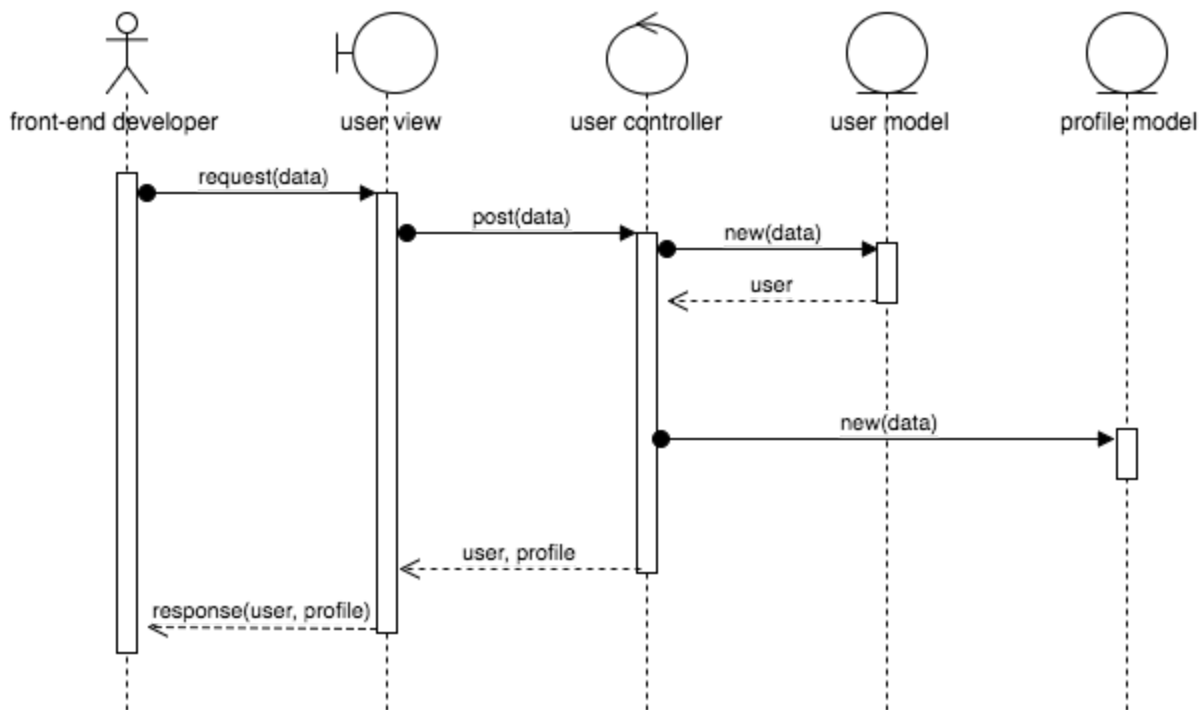 front-end developer
user view
user controller
user model
profile model
request(data)
post(data)
new(data)
user
new(data)
user, profile
response(user, profile)